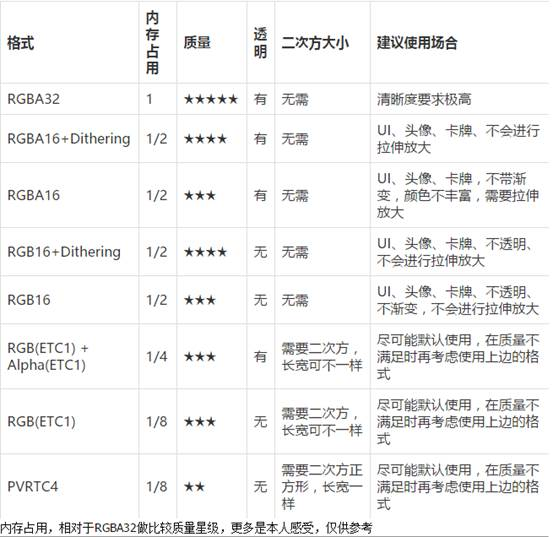 格式 内存占用 质量 透明 二次方大小 建议使用场合
RGBA32 1 ★★★★★ 有 无需 清晰度要求极高
RGBA16+Dithering 1/2 ★★★★ 有 无需 UI、头像、卡牌、不会进行
拉伸放大
RGBA16 1/2 ★★★ 有 无需 UI、头像、卡牌，不带渐
变，颜色不丰富，需要拉伸
放大
RGB16+Dithering 1/2 ★★★★ 无 无需 UI、头像、卡牌、不透明、
不会进行拉伸放大
RGB16 1/2 ★★★ 无 无需 UI、头像、卡牌、不透明、
不渐变，不会进行拉伸放大
RGB(ETC1) +
Alpha(ETC1) 1/4 ★★★ 有 需要二次方，
长宽可不一样 尽可能默认使用，在质量不
满足时再考虑使用上边的格
式
RGB(ETC1) 1/8 ★★★ 无 需要二次方，
长宽可不一样 尽可能默认使用，在质量不
满足时再考虑使用上边的格
式
PVRTC4 1/8 ★★ 无 需要二次方正
方形，长宽一
样 尽可能默认使用，在质量不
满足时再考虑使用上边的格
式
内存占用，相对于RGBA32做比较质量星级，更多是本人感受，仅供参考